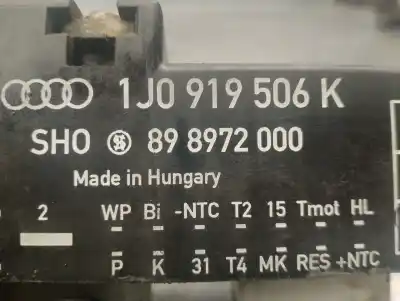 1J0 919 506 K
SHO 89 8972 000
Made in Hungary
2 WP Bi -NTC T2 15 Tmot HL
P K 31 T4 MK RES +NTC